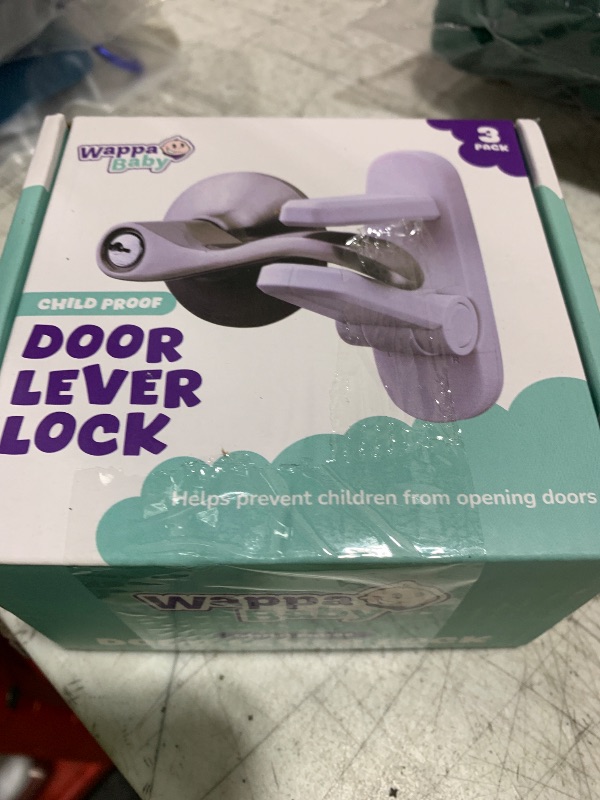 Wappa
Baby
3
PACK
CHILD PROOF
DOOR
LEVER
LOCK
Helps prevent children from opening doors
Wappa
Baby